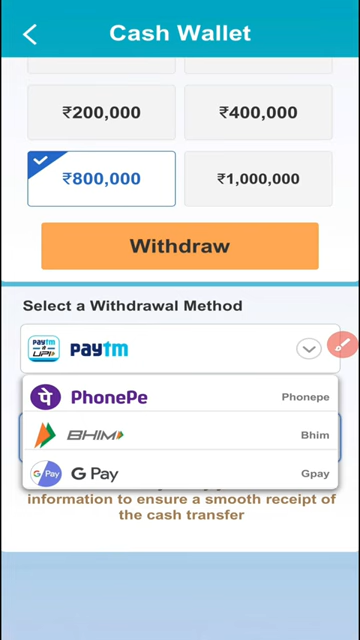 Cash Wallet
₹200,000
₹400,000
₹800,000
₹1,000,000
Withdraw
Select a Withdrawal Method
paytm
UPI
paytm
पे PhonePe Phonepe
BHIM Bhim
G Pay G Pay Gpay
information to ensure a smooth receipt of
the cash transfer